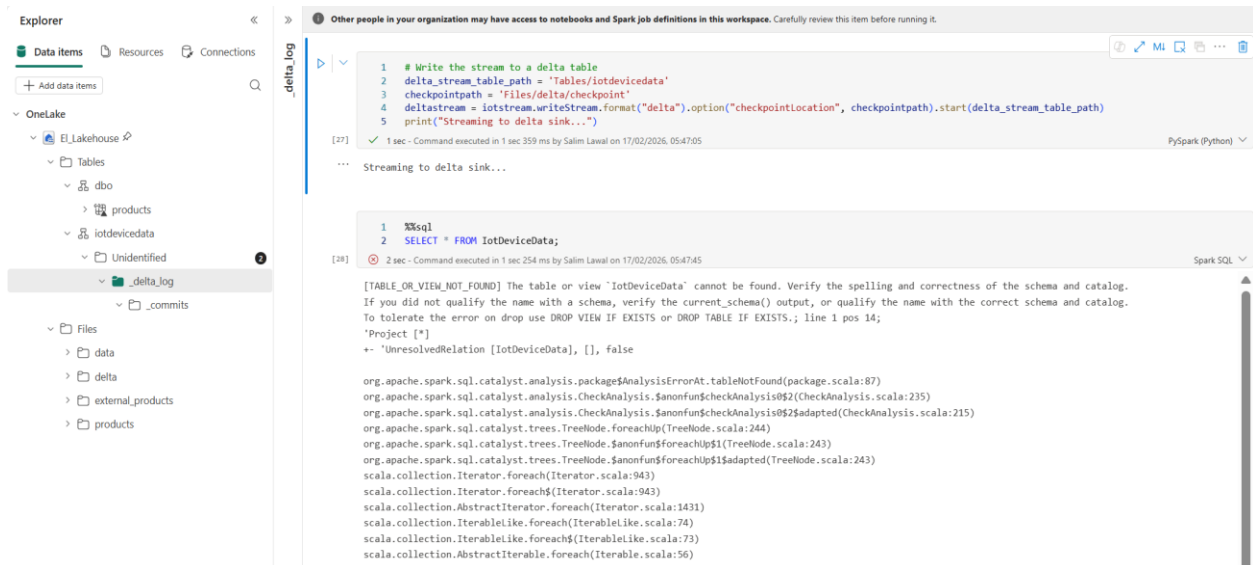 Explorer
Data items Resources Connections
Add data items
OneLake
El_Lakehouse
Tables
dbo
products
iotdevicedata
Unidentified 2
_delta_log
_commits
Files
data
delta
external_products
products
_delta_log
Other people in your organization may have access to notebooks and Spark job definitions in this workspace. Carefully review this item before running it.
M↓ ...
1 # Write the stream to a delta table
2 delta_stream_table_path = 'Tables/iotdevicedata'
3 checkpointpath = 'Files/delta/checkpoint'
4 deltastream = iotstream.writeStream.format("delta").option("checkpointLocation", checkpointpath).start(delta_stream_table_path)
5 print("Streaming to delta sink...")
[27] 1 sec - Command executed in 1 sec 359 ms by Salim Lawal on 17/02/2026, 05:47:05 PySpark (Python)
... Streaming to delta sink...
1 %%sql
2 SELECT * FROM IotDeviceData;
[28] 2 sec - Command executed in 1 sec 254 ms by Salim Lawal on 17/02/2026, 05:47:45 Spark SQL
[TABLE_OR_VIEW_NOT_FOUND] The table or view `IotDeviceData` cannot be found. Verify the spelling and correctness of the schema and catalog.
If you did not qualify the name with a schema, verify the current_schema() output, or qualify the name with the correct schema and catalog.
To tolerate the error on drop use DROP VIEW IF EXISTS or DROP TABLE IF EXISTS.; line 1 pos 14;
'Project [*]
+- 'UnresolvedRelation [IotDeviceData], [], false
org.apache.spark.sql.catalyst.analysis.package$AnalysisErrorAt.tableNotFound(package.scala:87)
org.apache.spark.sql.catalyst.analysis.CheckAnalysis.$anonfun$checkAnalysis0$2(CheckAnalysis.scala:235)
org.apache.spark.sql.catalyst.analysis.CheckAnalysis.$anonfun$checkAnalysis0$2$adapted(CheckAnalysis.scala:215)
org.apache.spark.sql.catalyst.trees.TreeNode.foreachUp(TreeNode.scala:244)
org.apache.spark.sql.catalyst.trees.TreeNode.$anonfun$foreachUp$1(TreeNode.scala:243)
org.apache.spark.sql.catalyst.trees.TreeNode.$anonfun$foreachUp$1$adapted(TreeNode.scala:243)
scala.collection.Iterator.foreach(Iterator.scala:943)
scala.collection.Iterator.foreach$(Iterator.scala:943)
scala.collection.AbstractIterator.foreach(Iterator.scala:1431)
scala.collection.IterableLike.foreach(IterableLike.scala:74)
scala.collection.IterableLike.foreach$(IterableLike.scala:73)
scala.collection.AbstractIterable.foreach(Iterable.scala:56)